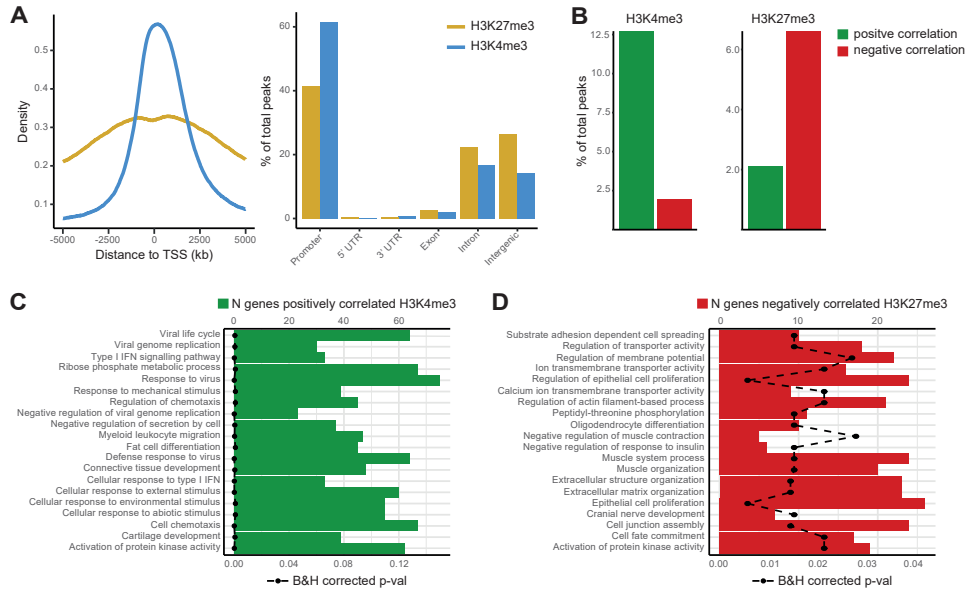 A
Density
0.5
0.4
0.3
0.2
0.1
-5000
-2500
0
2500
5000
Distance to TSS (kb)
H3K27me3
H3K4me3
% of total peaks
60
40
20
0
Promoter
5' UTR
3' UTR
Exon
Intron
Intergenic
B
H3K4me3
H3K27me3
positve correlation
negative correlation
% of total peaks
12.5
10.0
7.5
5.0
2.5
6.0
4.0
2.0
C
N genes positively correlated H3K4me3
0 20 40 60
Viral life cycle
Viral genome replication
Type I IFN signalling pathway
Ribose phosphate metabolic process
Response to virus
Response to mechanical stimulus
Regulation of chemotaxis
Negative regulation of viral genome replication
Negative regulation of secretion by cell
Myeloid leukocyte migration
Fat cell differentiation
Defense response to virus
Connective tissue development
Cellular response to type I IFN
Cellular response to external stimulus
Cellular response to environmental stimulus
Cellular response to abiotic stimulus
Cell chemotaxis
Cartilage development
Activation of protein kinase activity
0.00 0.04 0.08 0.12
B&H corrected p-val
D
N genes negatively correlated H3K27me3
0 10 20
Substrate adhesion dependent cell spreading
Regulation of transporter activity
Regulation of membrane potential
Ion transmembrane transporter activity
Regulation of epithelial cell proliferation
Calcium ion transmembrane transporter activity
Regulation of actin filament-based process
Peptidyl-threonine phosphorylation
Oligodendrocyte differentiation
Negative regulation of muscle contraction
Negative regulation of response to insulin
Muscle system process
Muscle organization
Extracellular structure organization
Extracellular matrix organization
Epithelial cell proliferation
Cranial nerve development
Cell junction assembly
Cell fate commitment
Activation of protein kinase activity
0.00 0.01 0.02 0.03 0.04
B&H corrected p-val